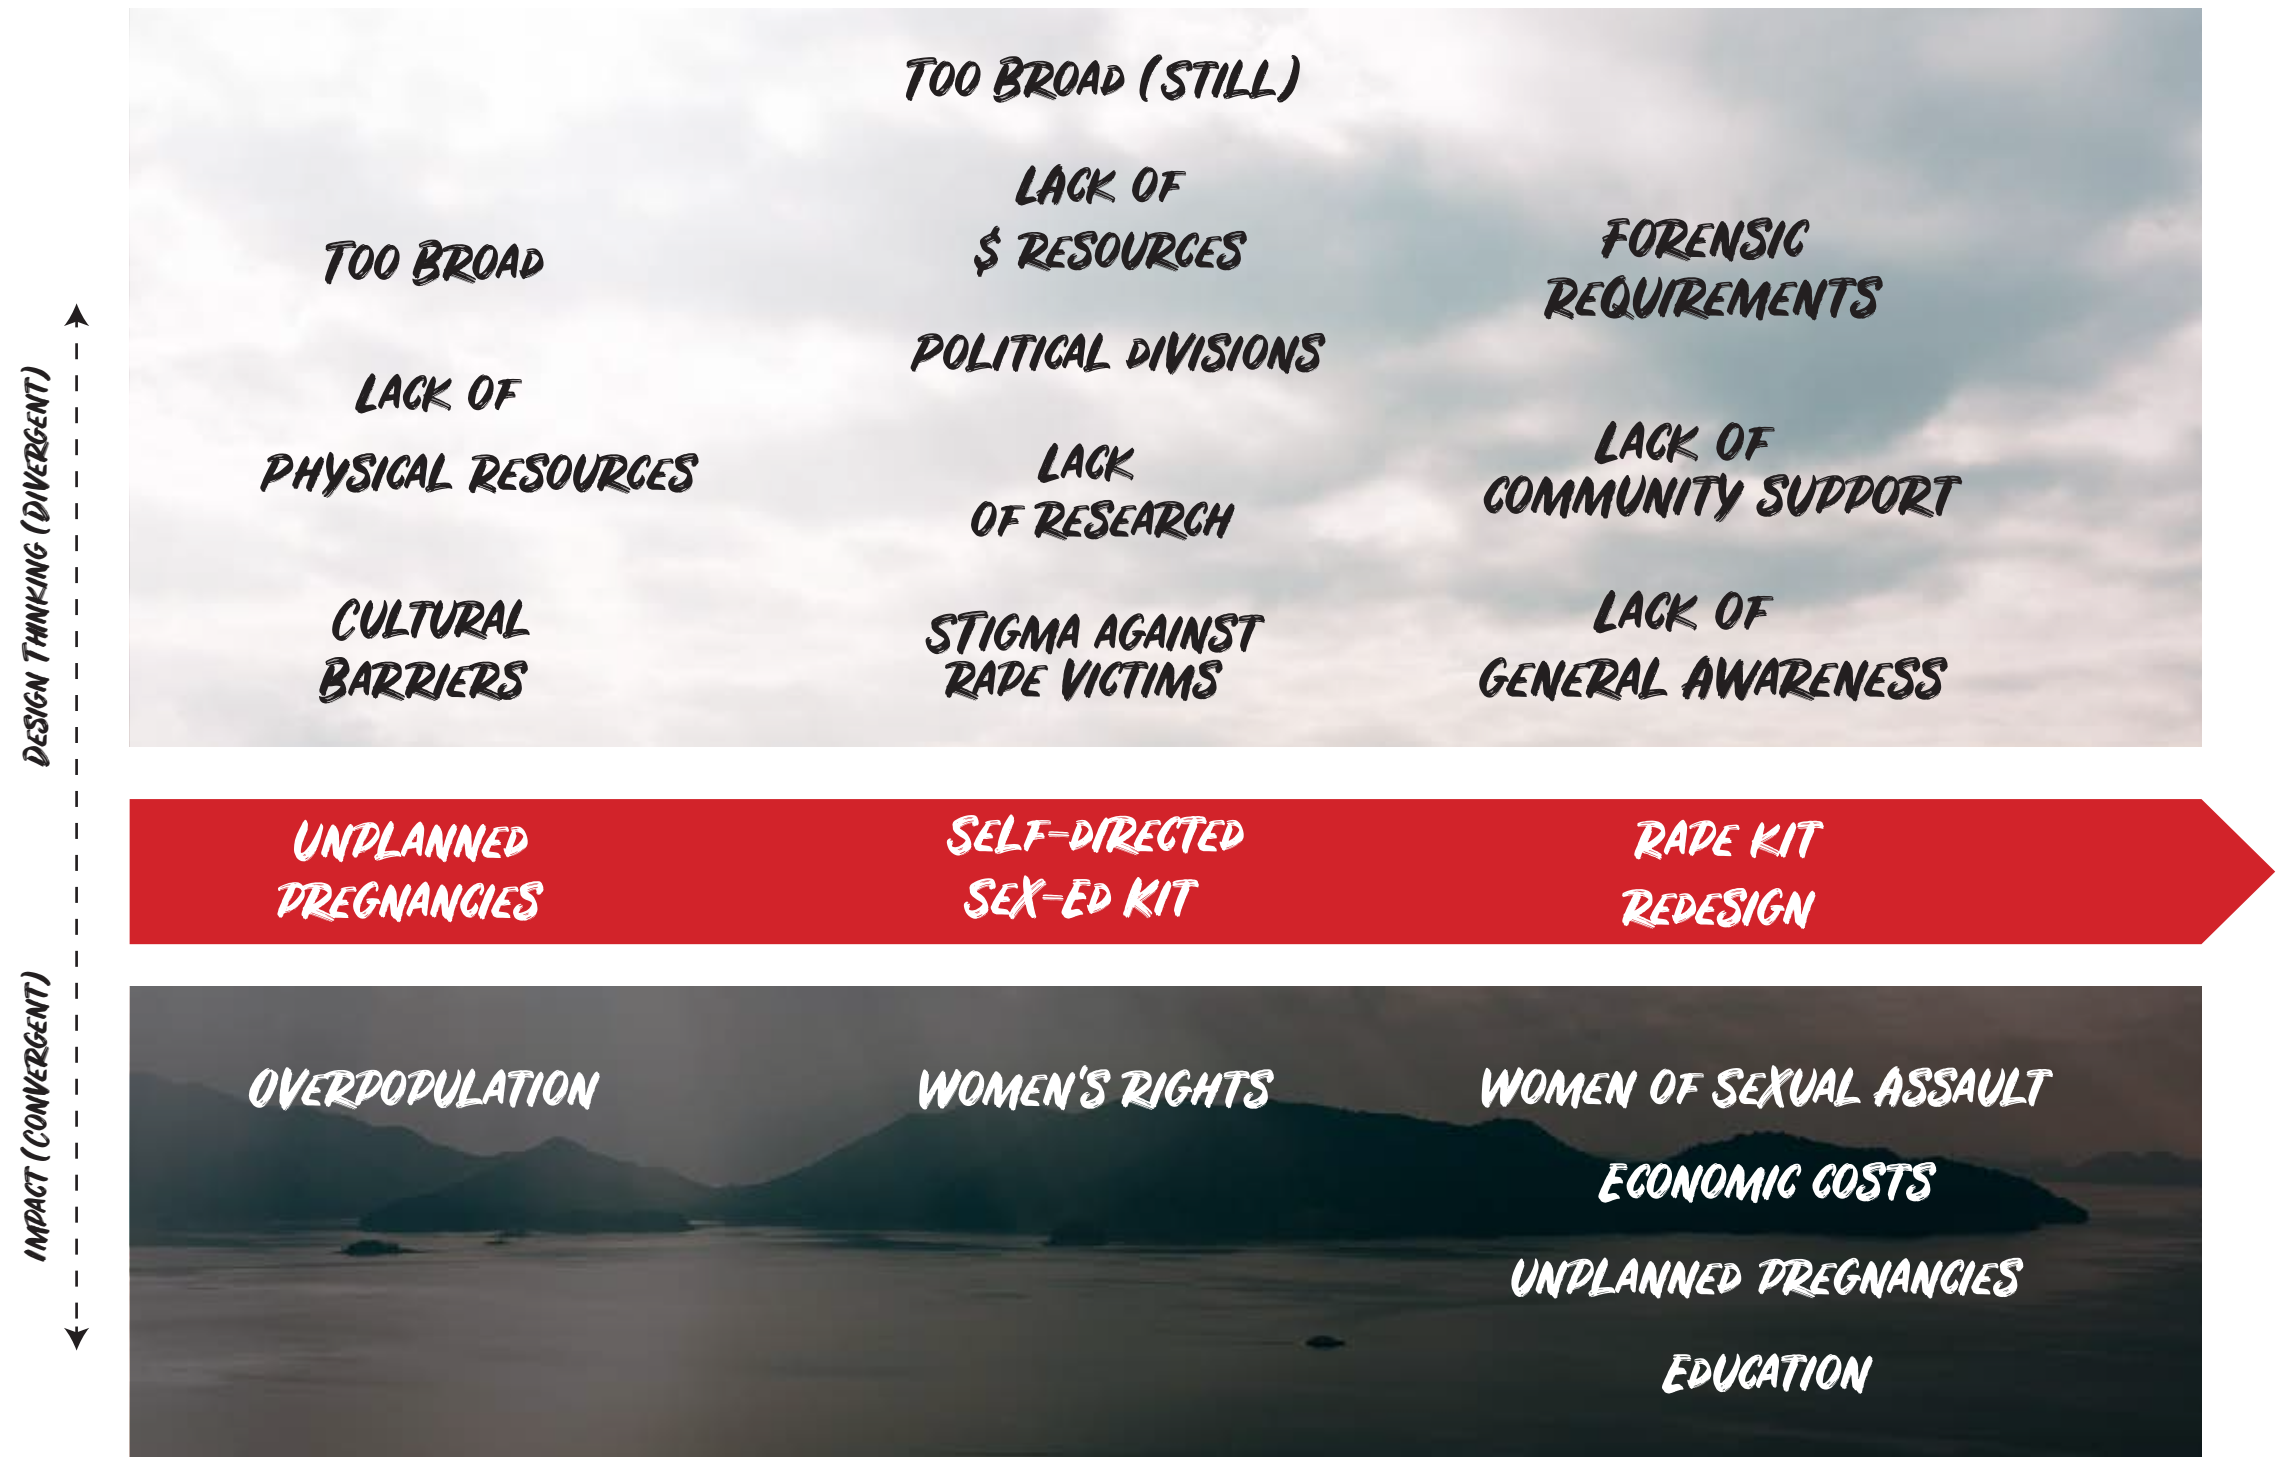 Too Broad (Still)
Lack of
$ Resources
Political Divisions
Lack
of Research
Stigma Against
Rape Victims
Too Broad
Lack of
Physical Resources
Cultural
Barriers
Forensic
Requirements
Lack of
Community Support
Lack of
General Awareness
Design Thinking (Divergent)
Unplanned
Pregnancies
Self-directed
Sex-Ed Kit
Rape Kit
Redesign
Impact (Convergent)
Overpopulation
Women's Rights
Women of Sexual Assault
Economic Costs
Unplanned Pregnancies
Education